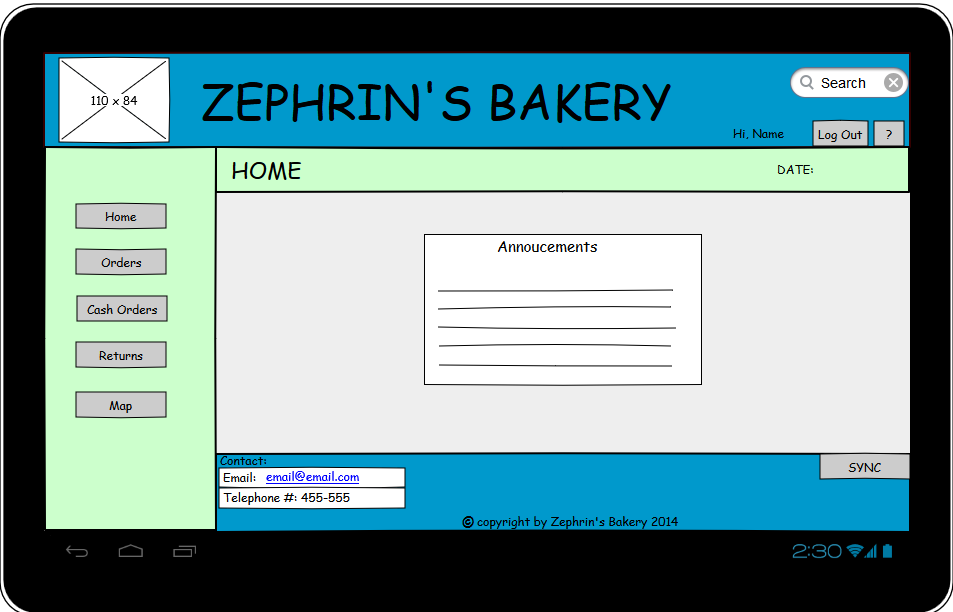 110 x 84
ZEPHRIN'S BAKERY
Search
Hi, Name
Log Out
?
HOME
DATE:
Home
Orders
Cash Orders
Returns
Map
Annoucements
Contact:
Email: email@email.com
Telephone #: 455-555
SYNC
© copyright by Zephrin's Bakery 2014
2:30